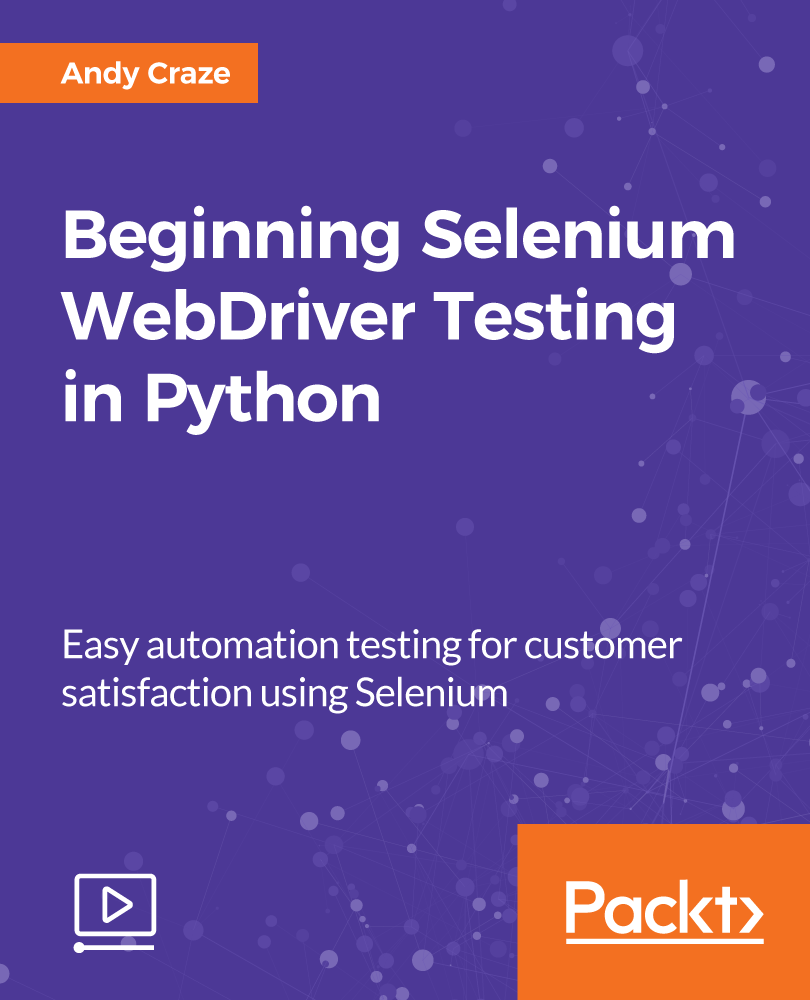 Andy Craze
Beginning Selenium
WebDriver Testing
in Python
Easy automation testing for customer
satisfaction using Selenium
Packt>